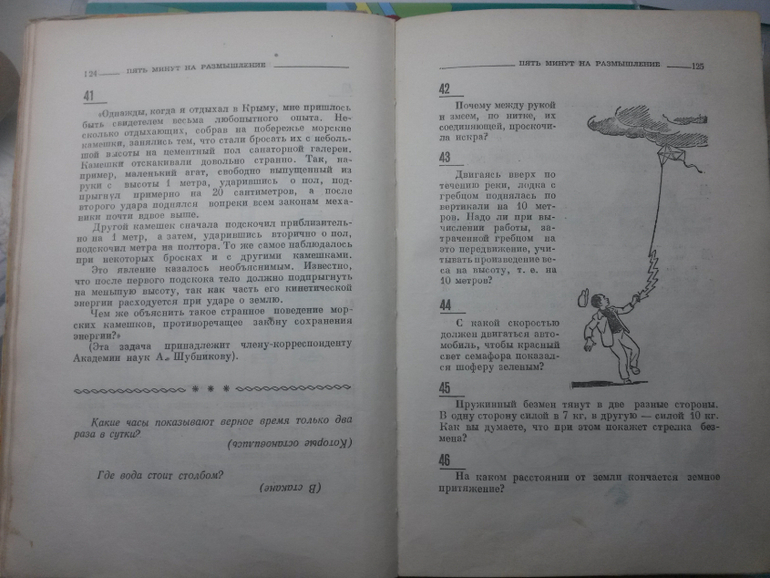 124 ПЯТЬ МИНУТ НА РАЗМЫШЛЕНИЕ
41
«Однажды, когда я отдыхал в Крыму, мне пришлось
быть свидетелем весьма любопытного опыта. Не-
сколько отдыхающих, собрав на побережье морские
камешки, занялись тем, что стали бросать их с неболь-
шой высоты на цементный пол санаторной галереи.
Камешки отскакивали довольно странно. Так, на-
пример, маленький агат, свободно выпущенный из
руки с высоты 1 метра, ударившись о пол, под-
прыгнул примерно на 20 сантиметров, а после
второго удара поднялся вопреки всем законам меха-
ники почти вдвое выше.
Другой камешек сначала подскочил приблизитель-
но на 1 метр, а затем, ударившись вторично о пол,
подскочил метра на полтора. То же самое наблюдалось
при некоторых бросках и с другими камешками.
Это явление казалось необъяснимым. Известно,
что после первого подскока тело должно подпрыгнуть
на меньшую высоту, так как часть его кинетической
энергии расходуется при ударе о землю.
Чем же объяснить такое странное поведение мор-
ских камешков, противоречащее закону сохранения
энергии?»
(Эта задача принадлежит члену-корреспонденту
Академии наук А. Шубникову).
* * *
Какие часы показывают верное время только два
раза в сутки?
(Которые остановились)
Где вода стоит столбом?
(В стакане)
ПЯТЬ МИНУТ НА РАЗМЫШЛЕНИЕ 125
42
Почему между рукой
и змеем, по нитке, их
соединяющей, проскочи-
ла искра?
43
Двигаясь вверх по
течению реки, лодка с
гребцом поднялась по
вертикали на 10 мет-
ров. Надо ли при вы-
числении работы, за-
траченной гребцом на
это передвижение, учи-
тывать произведение ве-
са на высоту, т. е. на
10 метров?
44
С какой скоростью
должен двигаться авто-
мобиль, чтобы красный
свет семафора показал-
ся шоферу зеленым?
45
Пружинный безмен тянут в две разные стороны.
В одну сторону силой в 7 кг, в другую — силой 10 кг.
Как вы думаете, что при этом покажет стрелка без-
мена?
46
На каком расстоянии от земли кончается земное
притяжение?